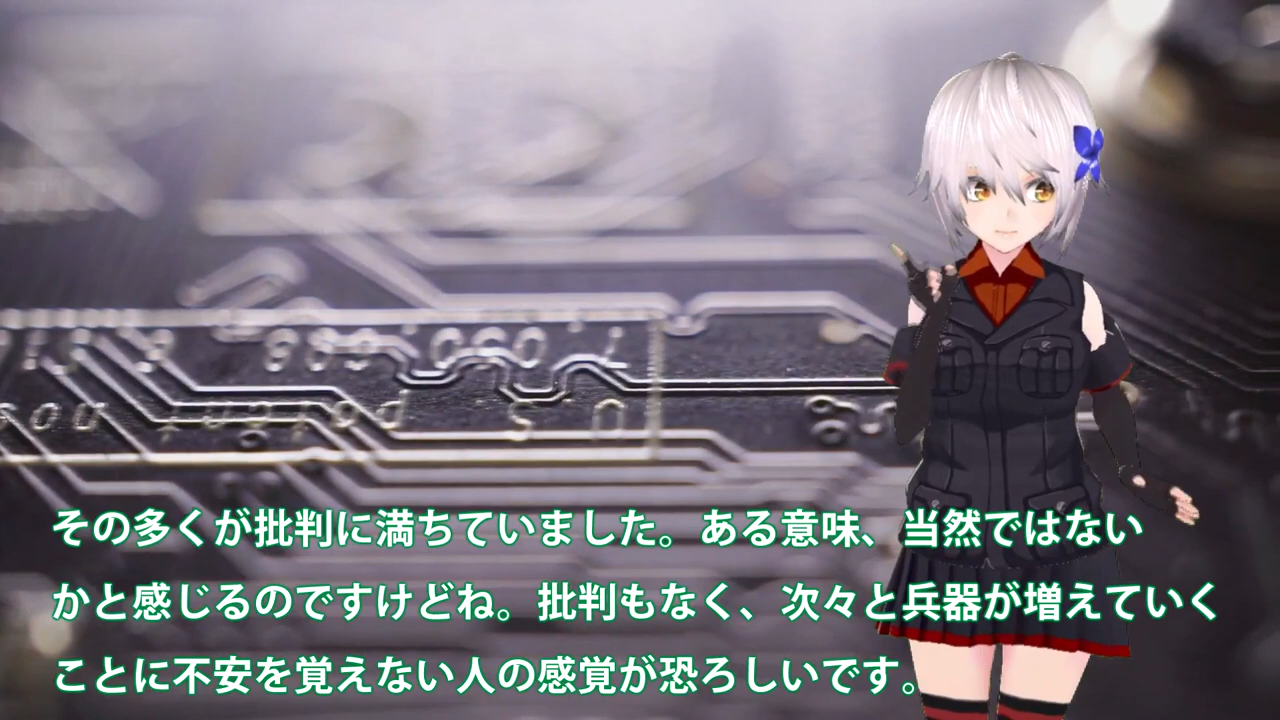 その多くが批判に満ちていました。ある意味、当然ではない
かと感じるのですけどね。批判もなく、次々と兵器が増えていく
ことに不安を覚えない人の感覚が恐ろしいです。